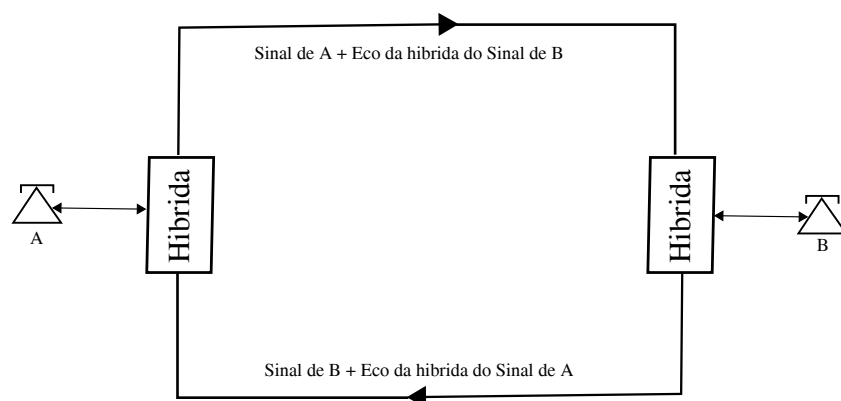 Sinal de A + Eco da hibrida do Sinal de B
Hibrida
Hibrida
A
B
Sinal de B + Eco da hibrida do Sinal de A